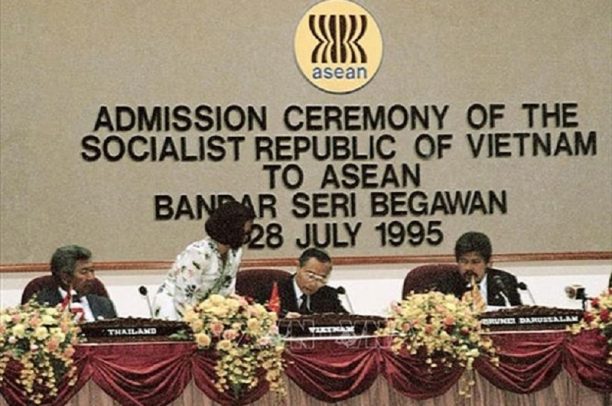 asean
ADMISSION CEREMONY OF THE
SOCIALIST REPUBLIC OF VIETNAM
TO ASEAN
BANDAR SERI BEGAWAN
28 JULY 1995
THAILAND
VIETNAM
BRUNEI DARUSSALAM